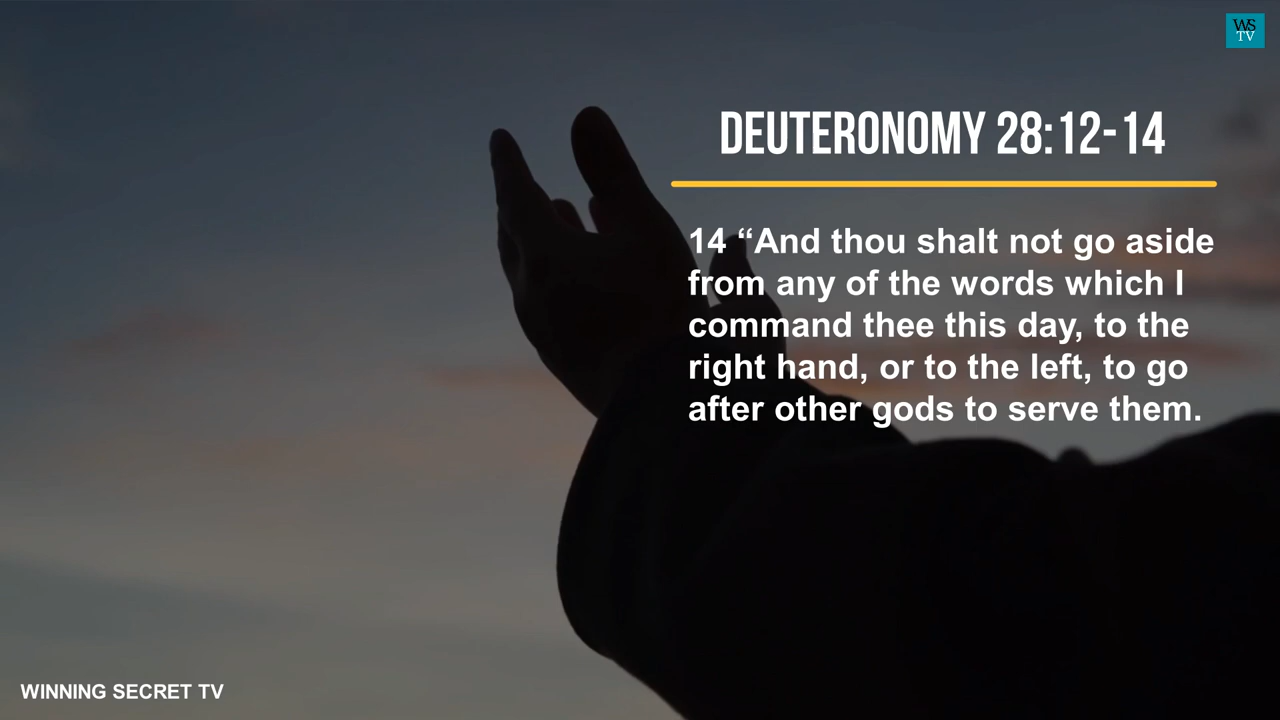 WS
TV
DEUTERONOMY 28:12-14
14 “And thou shalt not go aside
from any of the words which I
command thee this day, to the
right hand, or to the left, to go
after other gods to serve them.
WINNING SECRET TV